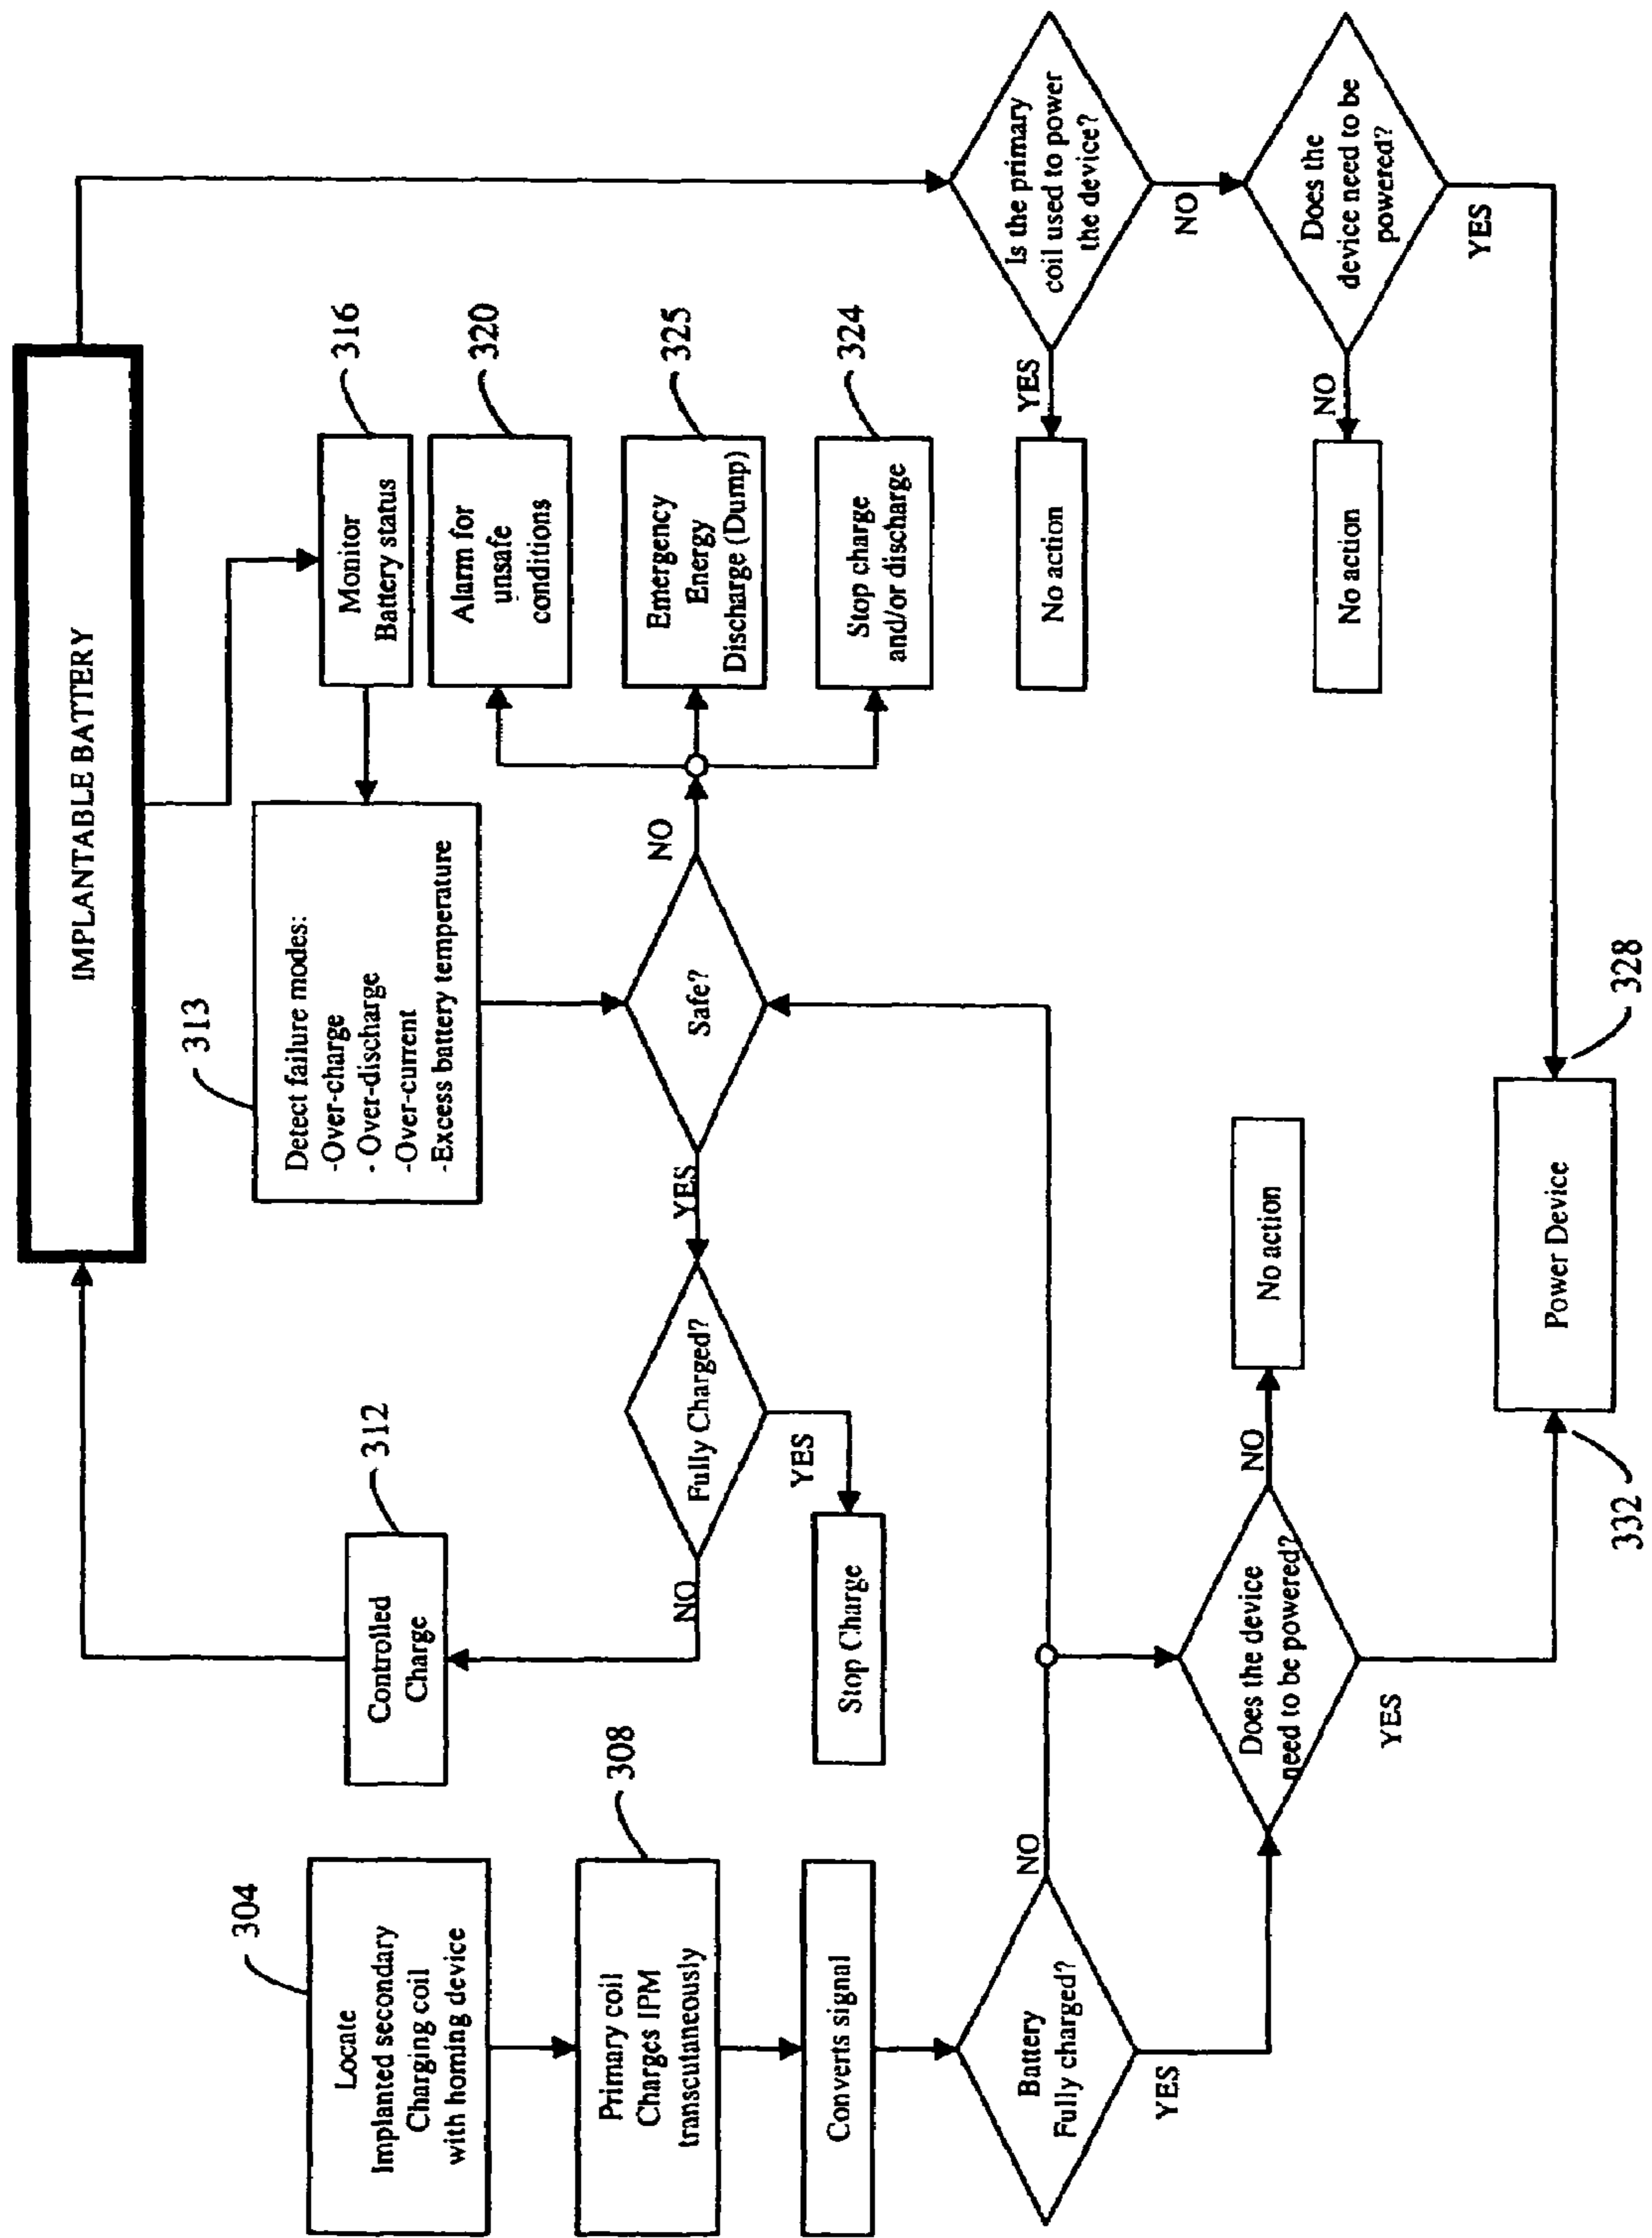 IMPLANTABLE BATTERY
304
Locate
Implanted secondary
Charging coil
with homing device
308
Primary coil
Charges IPM
transcutaneously
Converts signal
Battery
Fully charged?
NO
YES
312
Controlled
Charge
NO
Fully Charged?
YES
Stop Charge
YES
313
Detect failure modes:
-Over-charge
- Over-discharge
-Over-current
-Excess battery temperature
Safe?
NO
316
Monitor
Battery status
320
Alarm for
unsafe
conditions
325
Emergency
Energy
Discharge (Dump)
324
Stop charge
and/or discharge
Is the primary
coil used to power
the device?
YES
No action
NO
Does the
device need to be
powered?
NO
No action
YES
Does the device
need to be powered?
NO
No action
YES
332
Power Device
328